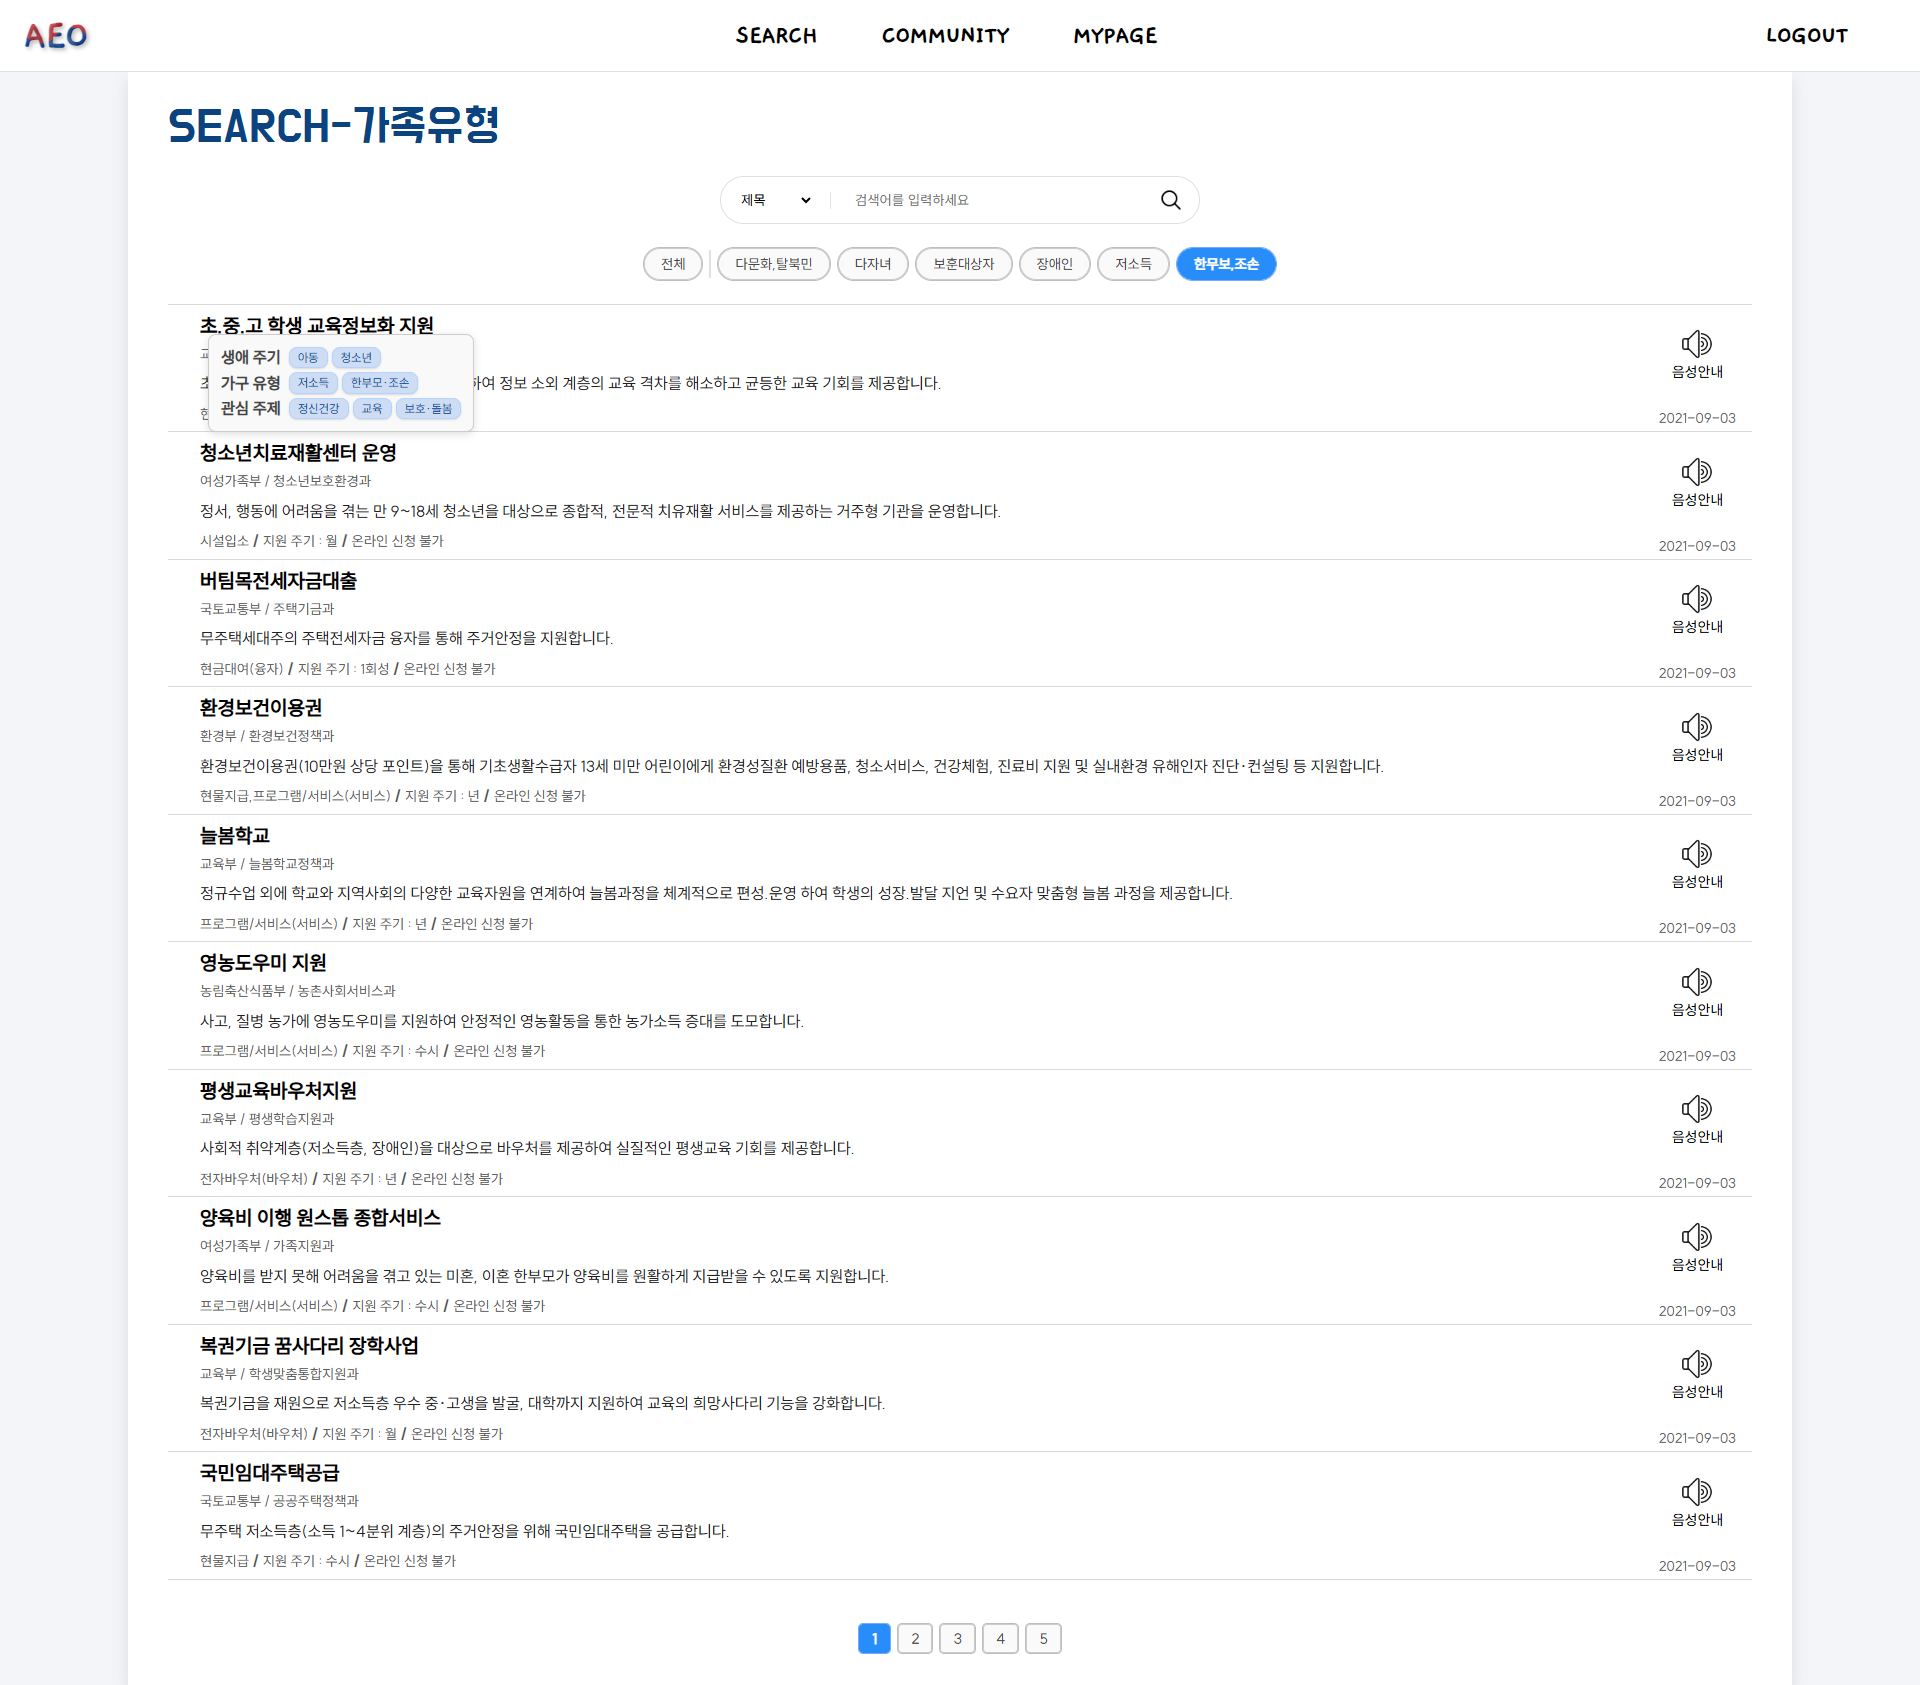 AEO
SEARCH
COMMUNITY
MYPAGE
LOGOUT
SEARCH-가족유형
제목
검색어를 입력하세요
전체
다문화,탈북민
다자녀
보훈대상자
장애인
저소득
한무보,조손
초.중.고 학생 교육정보화 지원
생애 주기 아동 청소년
가구 유형 저소득 한부모·조손
하여 정보 소외 계층의 교육 격차를 해소하고 균등한 교육 기회를 제공합니다.
관심 주제 정신건강 교육 보호·돌봄
음성안내
2021-09-03
청소년치료재활센터 운영
여성가족부 / 청소년보호환경과
정서, 행동에 어려움을 겪는 만 9~18세 청소년을 대상으로 종합적, 전문적 치유재활 서비스를 제공하는 거주형 기관을 운영합니다.
시설입소 / 지원 주기 : 월 / 온라인 신청 불가
음성안내
2021-09-03
버팀목전세자금대출
국토교통부 / 주택기금과
무주택세대주의 주택전세자금 융자를 통해 주거안정을 지원합니다.
현금대여(융자) / 지원 주기 : 1회성 / 온라인 신청 불가
음성안내
2021-09-03
환경보건이용권
환경부 / 환경보건정책과
환경보건이용권(10만원 상당 포인트)을 통해 기초생활수급자 13세 미만 어린이에게 환경성질환 예방용품, 청소서비스, 건강체험, 진료비 지원 및 실내환경 유해인자 진단·컨설팅 등 지원합니다.
현물지급,프로그램/서비스(서비스) / 지원 주기 : 년 / 온라인 신청 불가
음성안내
2021-09-03
늘봄학교
교육부 / 늘봄학교정책과
정규수업 외에 학교와 지역사회의 다양한 교육자원을 연계하여 늘봄과정을 체계적으로 편성.운영 하여 학생의 성장.발달 지언 및 수요자 맞춤형 늘봄 과정을 제공합니다.
프로그램/서비스(서비스) / 지원 주기 : 년 / 온라인 신청 불가
음성안내
2021-09-03
영농도우미 지원
농림축산식품부 / 농촌사회서비스과
사고, 질병 농가에 영농도우미를 지원하여 안정적인 영농활동을 통한 농가소득 증대를 도모합니다.
프로그램/서비스(서비스) / 지원 주기 : 수시 / 온라인 신청 불가
음성안내
2021-09-03
평생교육바우처지원
교육부 / 평생학습지원과
사회적 취약계층(저소득층, 장애인)을 대상으로 바우처를 제공하여 실질적인 평생교육 기회를 제공합니다.
전자바우처(바우처) / 지원 주기 : 년 / 온라인 신청 불가
음성안내
2021-09-03
양육비 이행 원스톱 종합서비스
여성가족부 / 가족지원과
양육비를 받지 못해 어려움을 겪고 있는 미혼, 이혼 한부모가 양육비를 원활하게 지급받을 수 있도록 지원합니다.
프로그램/서비스(서비스) / 지원 주기 : 수시 / 온라인 신청 불가
음성안내
2021-09-03
복권기금 꿈사다리 장학사업
교육부 / 학생맞춤통합지원과
복권기금을 재원으로 저소득층 우수 중·고생을 발굴, 대학까지 지원하여 교육의 희망사다리 기능을 강화합니다.
전자바우처(바우처) / 지원 주기 : 월 / 온라인 신청 불가
음성안내
2021-09-03
국민임대주택공급
국토교통부 / 공공주택정책과
무주택 저소득층(소득 1~4분위 계층)의 주거안정을 위해 국민임대주택을 공급합니다.
현물지급 / 지원 주기 : 수시 / 온라인 신청 불가
음성안내
2021-09-03
1 2 3 4 5